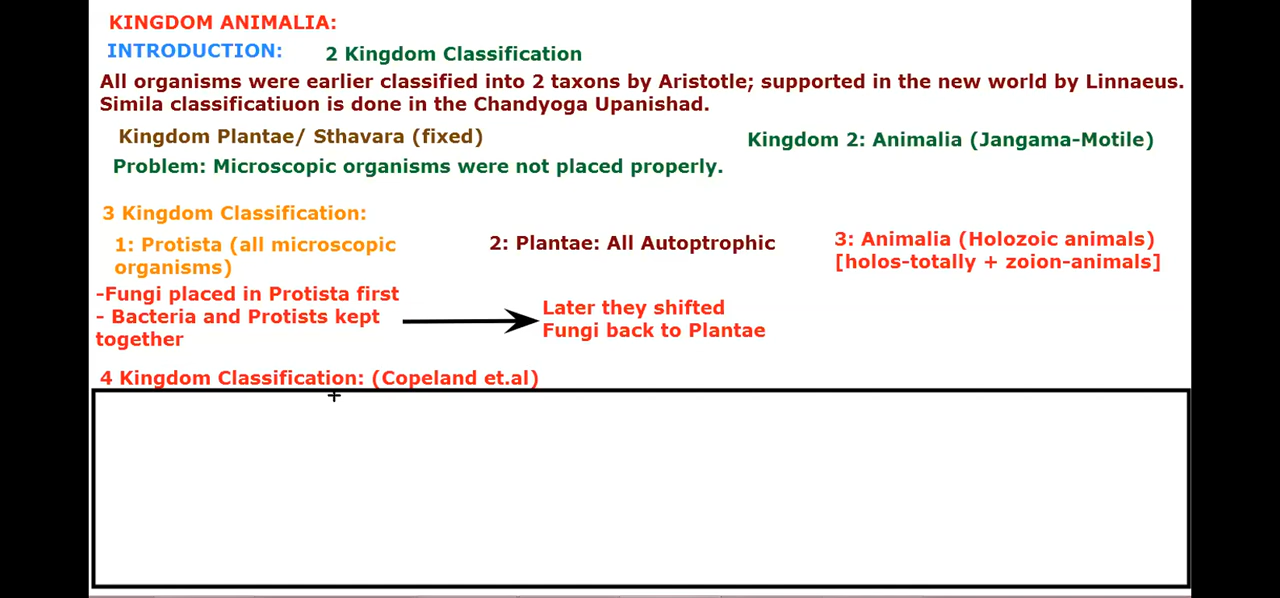 KINGDOM ANIMALIA:
INTRODUCTION: 2 Kingdom Classification
All organisms were earlier classified into 2 taxons by Aristotle; supported in the new world by Linnaeus.
Simila classificatiuon is done in the Chandyoga Upanishad.
Kingdom Plantae/ Sthavara (fixed)
Kingdom 2: Animalia (Jangama-Motile)
Problem: Microscopic organisms were not placed properly.
3 Kingdom Classification:
1: Protista (all microscopic
organisms)
2: Plantae: All Autoptrophic
3: Animalia (Holozoic animals)
[holos-totally + zoion-animals]
-Fungi placed in Protista first
- Bacteria and Protists kept
together
Later they shifted
Fungi back to Plantae
4 Kingdom Classification: (Copeland et.al)